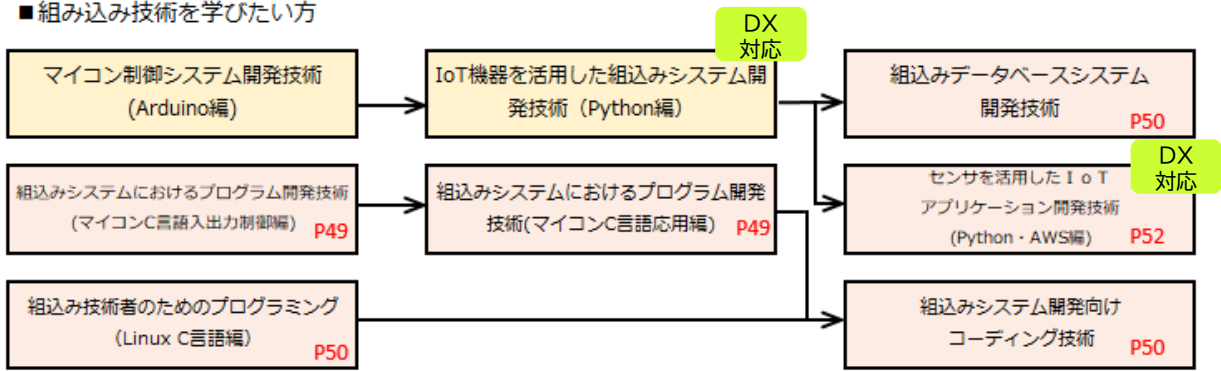 ■組み込み技術を学びたい方
マイコン制御システム開発技術
(Arduino編)
DX
対応
IoT機器を活用した組込みシステム開
発技術（Python編）
組込みデータベースシステム
開発技術
P50
組込みシステムにおけるプログラム開発技術
(マイコンC言語入出力制御編)
P49
組込みシステムにおけるプログラム開発
技術(マイコンC言語応用編)
P49
DX
対応
センサを活用したＩｏＴ
アプリケーション開発技術
(Python・AWS編)
P52
組込み技術者のためのプログラミング
（Linux C言語編）
P50
組込みシステム開発向け
コーディング技術
P50